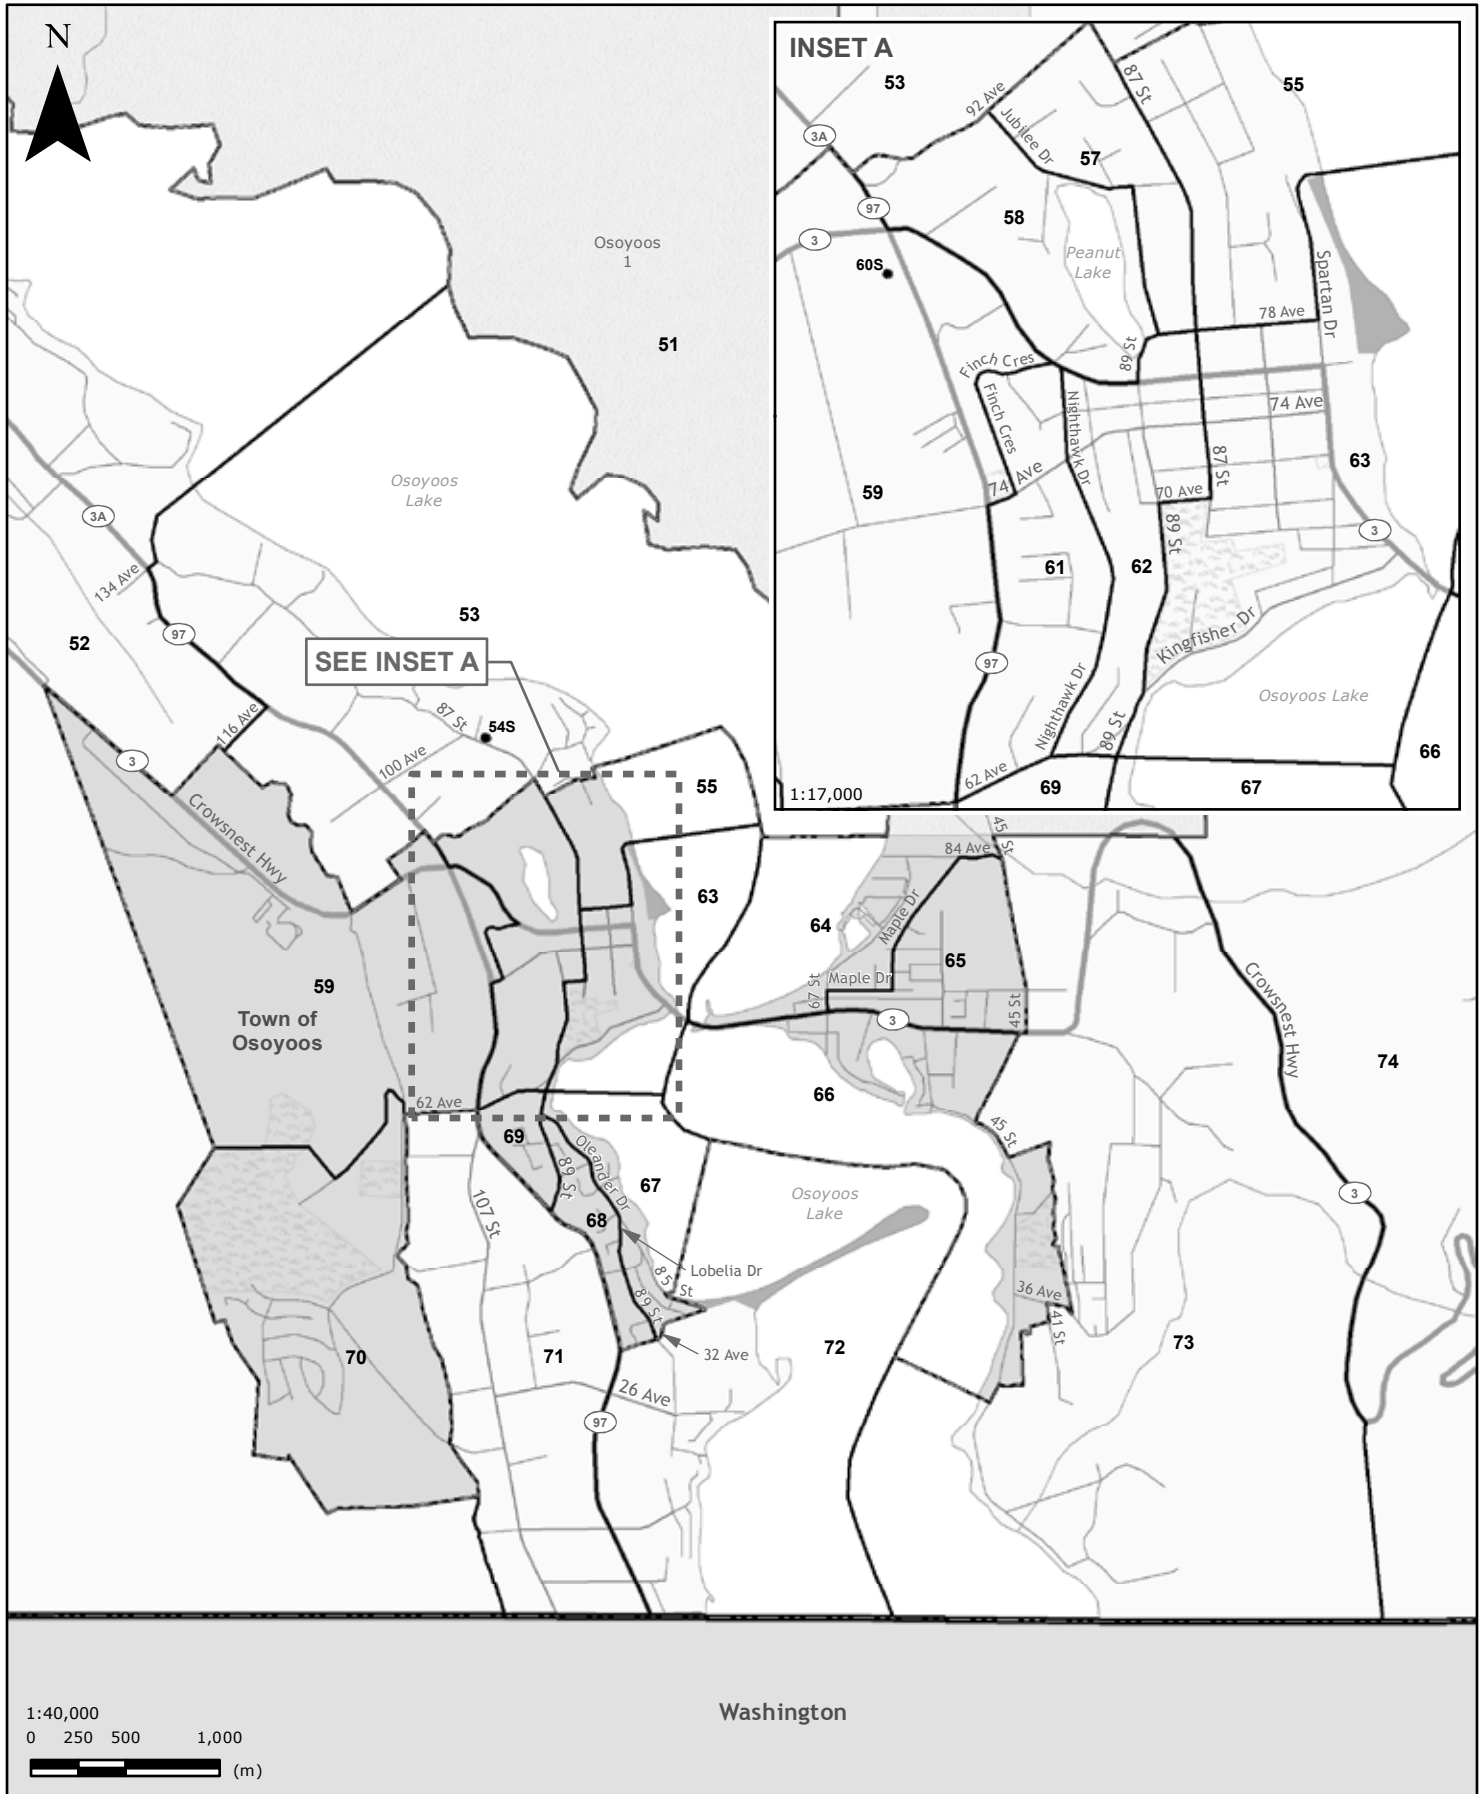 N
INSET A
53
55
92 Ave
87 St
3A
Jubilee Dr
57
97
58
3
Peanut
Lake
60S
Spartan Dr
78 Ave
89 St
Finch Cres
Finch Cres
Nighthawk Dr
74 Ave
87 St
63
74 Ave
59
70 Ave
89 St
3
61
62
Kingfisher Dr
97
Nighthawk Dr
Osoyoos Lake
89 St
66
62 Ave
69
67
1:17,000
Osoyoos
1
51
Osoyoos
Lake
3A
134 Ave
53
97
52
SEE INSET A
116 Ave
87 St
54S
3
100 Ave
55
Crowsnest Hwy
45 St
84 Ave
63
64
Maple Dr
65
59
Maple Dr
67 St
45 St
Crowsnest Hwy
3
Town of
Osoyoos
74
62 Ave
66
69
Oleander Dr
45 St
89 St
67
Osoyoos
Lake
3
107 St
68
Lobelia Dr
85 St
36 Ave
89 St
41 St
32 Ave
70
71
72
73
26 Ave
97
Washington
1:40,000
0 250 500 1,000
(m)